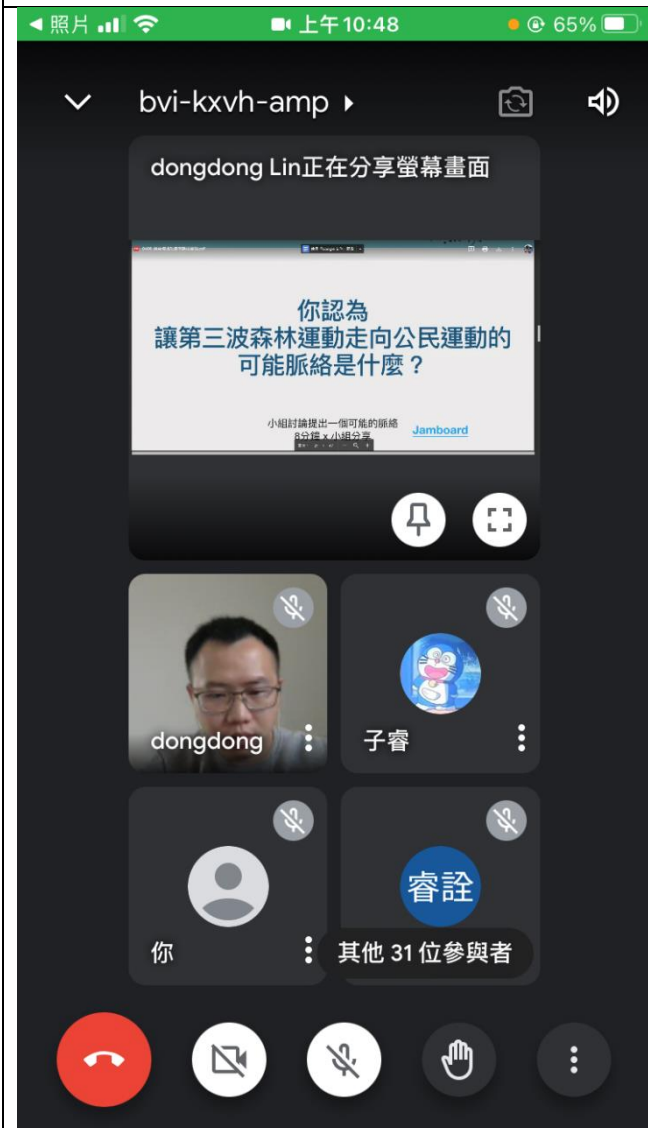 照片
上午10:48
65%
bvi-kxvh-amp
dongdong Lin正在分享螢幕畫面
你認為
讓第三波森林運動走向公民運動的
可能脈絡是什麼？
小組討論提出一個可能的脈絡
8分鐘 x 小組分享
Jamboard
dongdong
子睿
你
睿詮
其他 31 位參與者